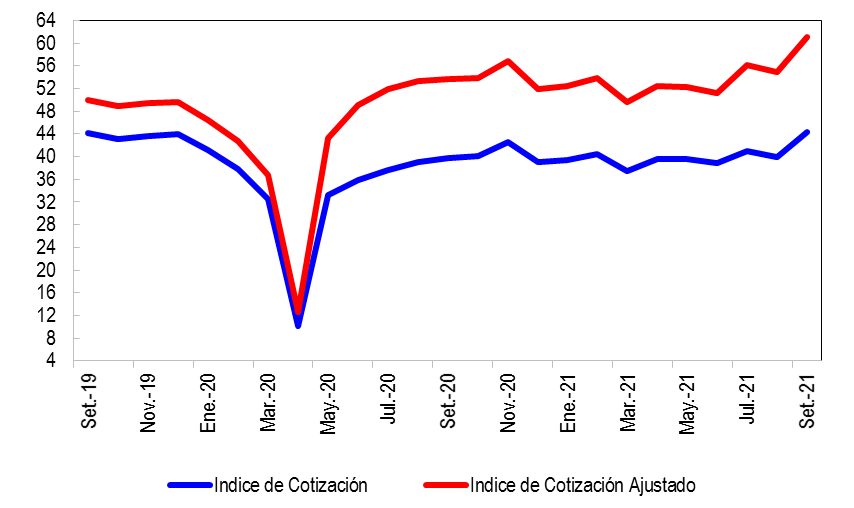 64
60
56
52
48
44
40
36
32
28
24
20
16
12
8
4
Set.-19
Nov.-19
Ene.-20
Mar.-20
May.-20
Jul.-20
Set.-20
Nov.-20
Ene.-21
Mar.-21
May.-21
Jul.-21
Set.-21
Indice de Cotización
Indice de Cotización Ajustado